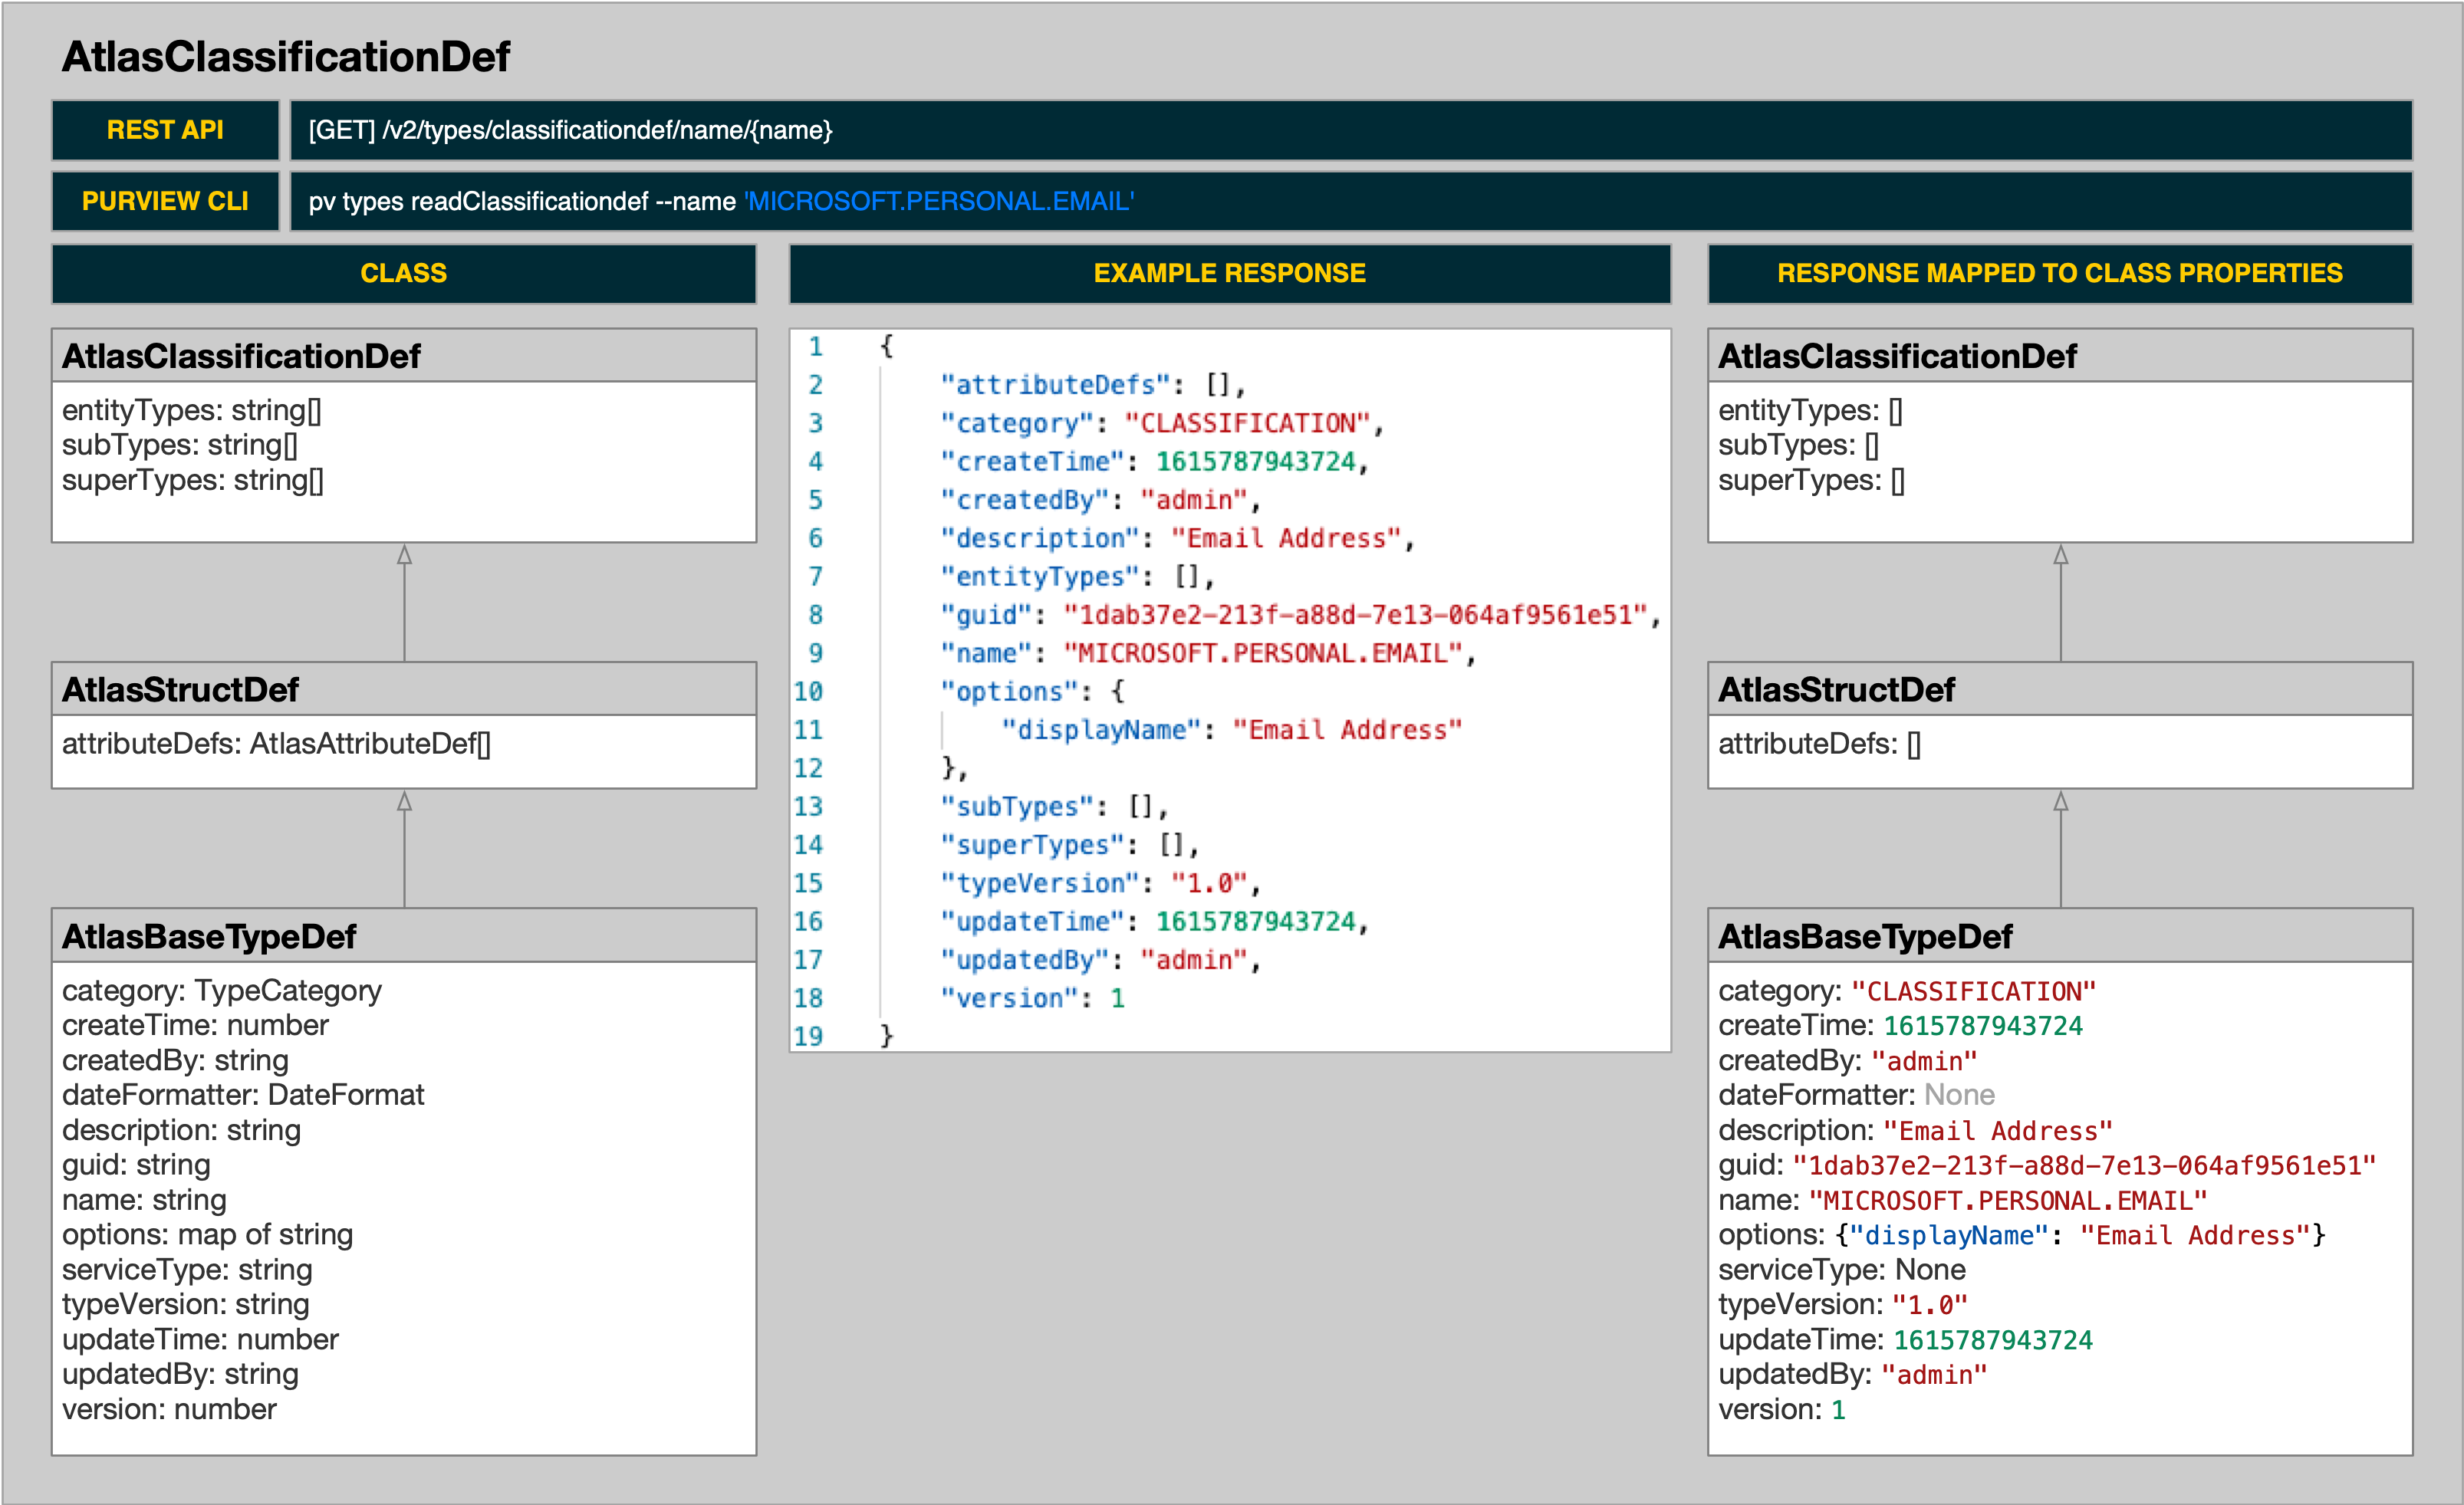 AtlasClassificationDef
REST API
[GET] /v2/types/classificationdef/name/{name}
PURVIEW CLI
pv types readClassificationdef --name 'MICROSOFT.PERSONAL.EMAIL'
CLASS
AtlasClassificationDef
entityTypes: string[]
subTypes: string[]
superTypes: string[]
AtlasStructDef
attributeDefs: AtlasAttributeDef[]
AtlasBaseTypeDef
category: TypeCategory
createTime: number
createdBy: string
dateFormatter: DateFormat
description: string
guid: string
name: string
options: map of string
serviceType: string
typeVersion: string
updateTime: number
updatedBy: string
version: number
EXAMPLE RESPONSE
1 {
2 "attributeDefs": [],
3 "category": "CLASSIFICATION",
4 "createTime": 1615787943724,
5 "createdBy": "admin",
6 "description": "Email Address",
7 "entityTypes": [],
8 "guid": "1dab37e2-213f-a88d-7e13-064af9561e51",
9 "name": "MICROSOFT.PERSONAL.EMAIL",
10 "options": {
11 "displayName": "Email Address"
12 },
13 "subTypes": [],
14 "superTypes": [],
15 "typeVersion": "1.0",
16 "updateTime": 1615787943724,
17 "updatedBy": "admin",
18 "version": 1
19 }
RESPONSE MAPPED TO CLASS PROPERTIES
AtlasClassificationDef
entityTypes: []
subTypes: []
superTypes: []
AtlasStructDef
attributeDefs: []
AtlasBaseTypeDef
category: "CLASSIFICATION"
createTime: 1615787943724
createdBy: "admin"
dateFormatter: None
description: "Email Address"
guid: "1dab37e2-213f-a88d-7e13-064af9561e51"
name: "MICROSOFT.PERSONAL.EMAIL"
options: {"displayName": "Email Address"}
serviceType: None
typeVersion: "1.0"
updateTime: 1615787943724
updatedBy: "admin"
version: 1